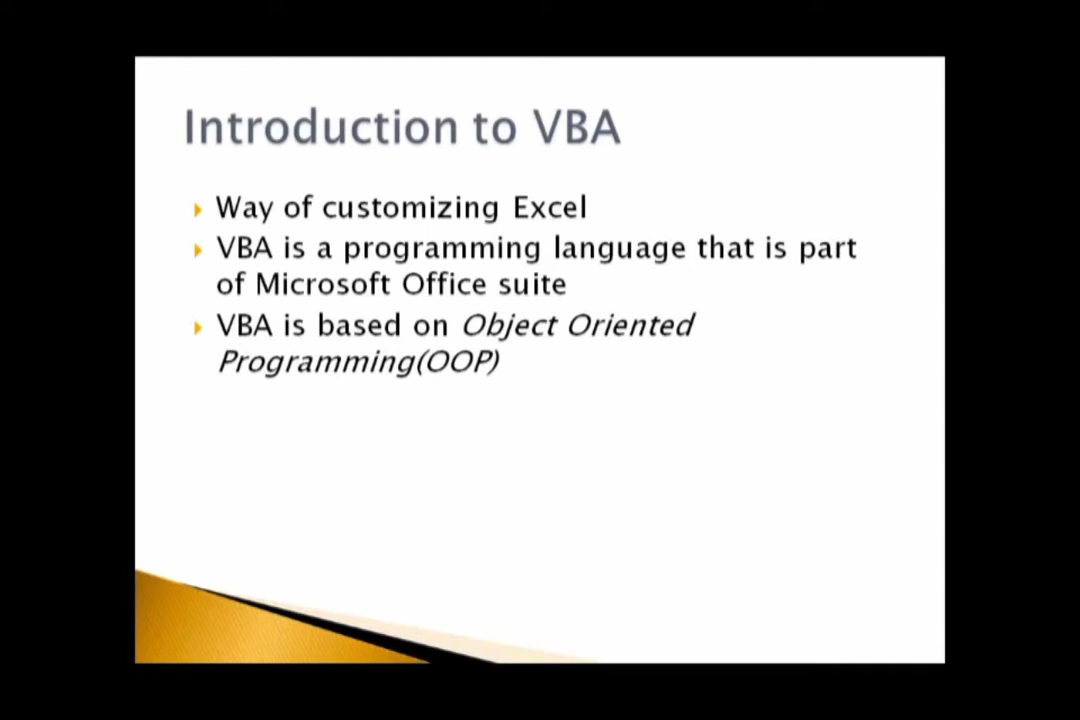 Introduction to VBA
Way of customizing Excel
VBA is a programming language that is part
of Microsoft Office suite
VBA is based on Object Oriented
Programming(OOP)